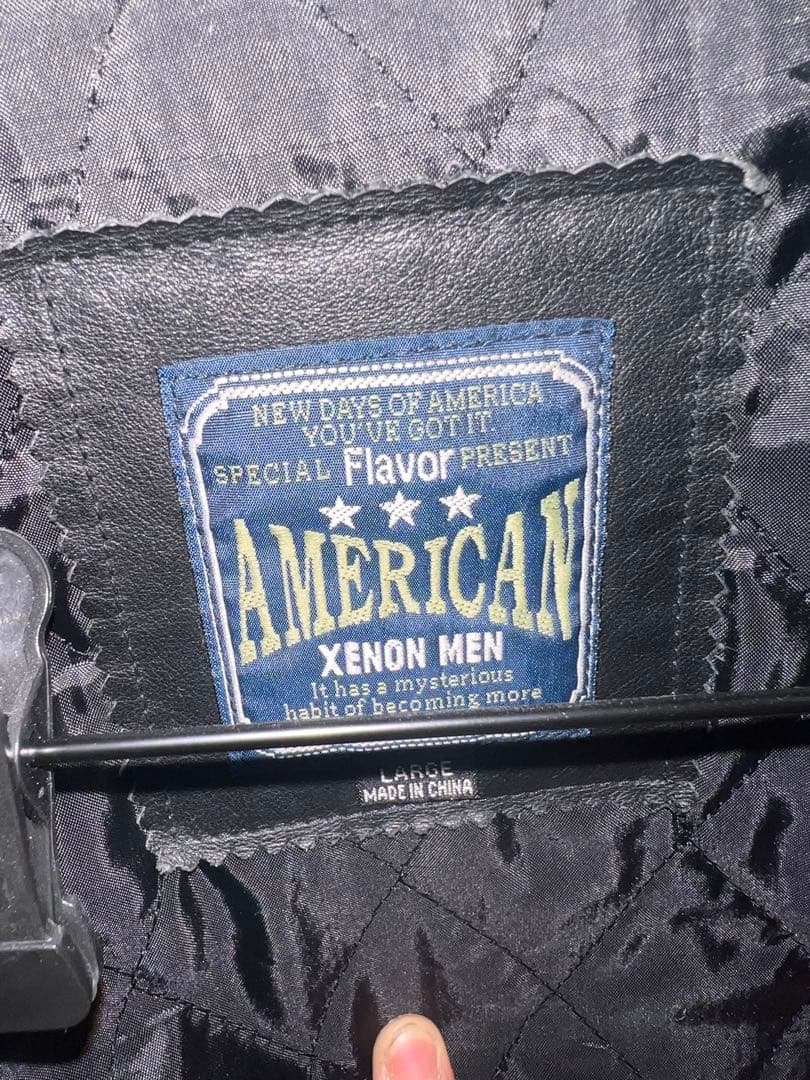 NEW DAYS OF AMERICA
YOU'VE GOT IT.
SPECIAL Flavor PRESENT
AMERICAN
XENON MEN
It has a mysterious
habit of becoming more
LARGE
MADE IN CHINA